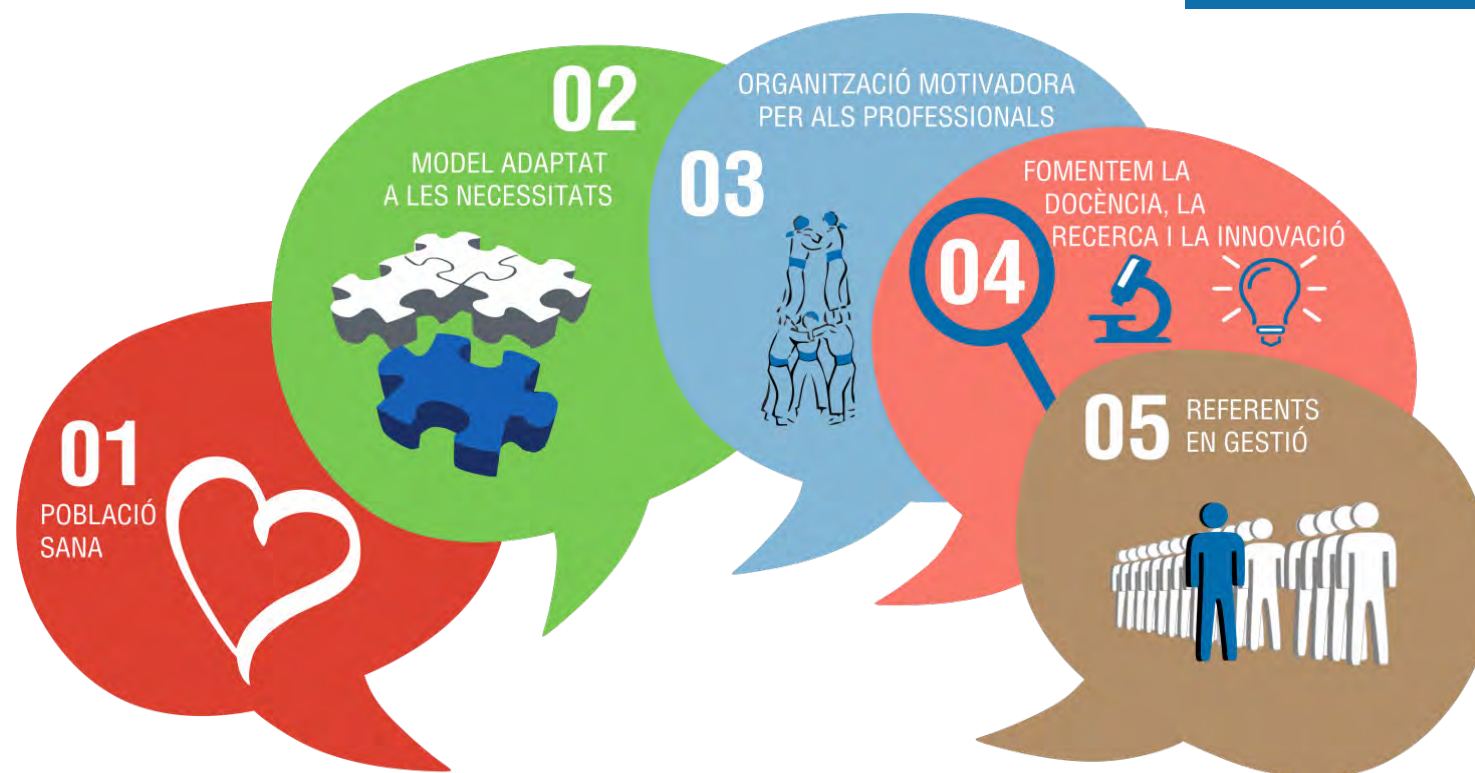 01
POBLACIÓ
SANA
02
MODEL ADAPTAT
A LES NECESSITATS
ORGANITZACIÓ MOTIVADORA
PER ALS PROFESSIONALS
03
FOMENTEM LA
DOCÈNCIA, LA
RECERCA I LA INNOVACIÓ
04
05
REFERENTS
EN GESTIÓ